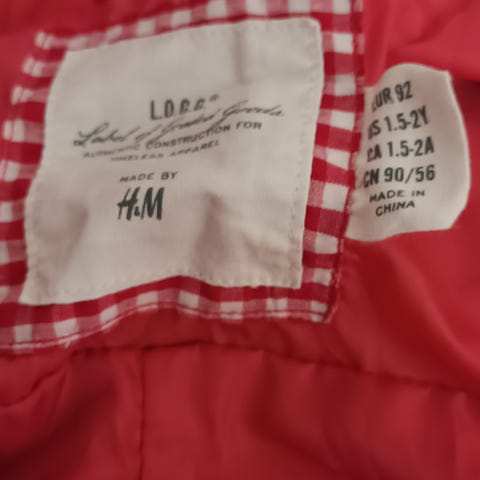 L.O.G.G.®
Label of Graded Goods.
AUTHENTIC CONSTRUCTION FOR
TIMELESS APPAREL
MADE BY
H&M
EUR 92
US 1.5-2Y
CA 1.5-2A
CN 90/56
MADE IN
CHINA